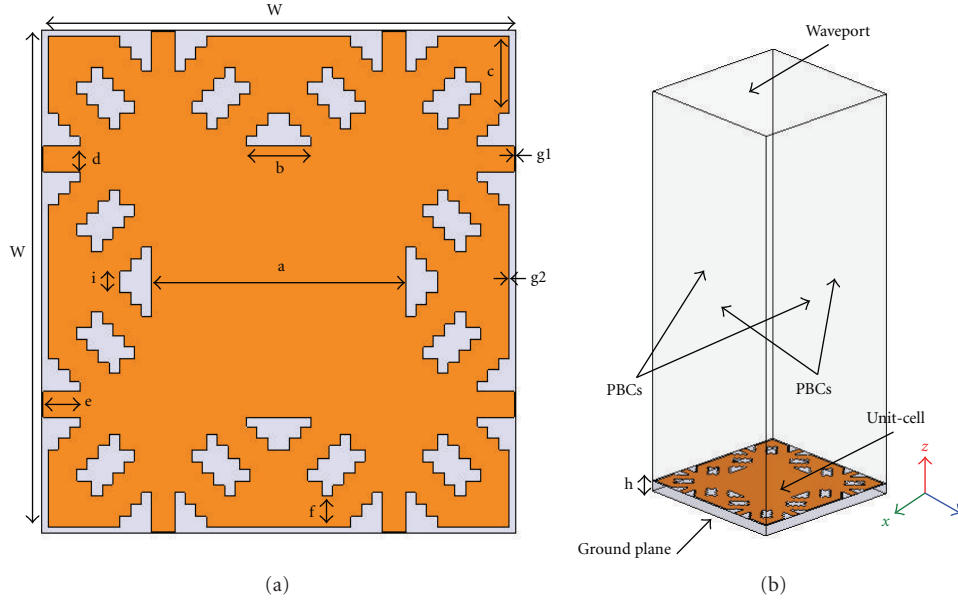 W
W
c
d
b
g1
a
i
g2
e
f
(a)
Waveport
PBCs
PBCs
Unit-cell
h
z
x
Ground plane
(b)